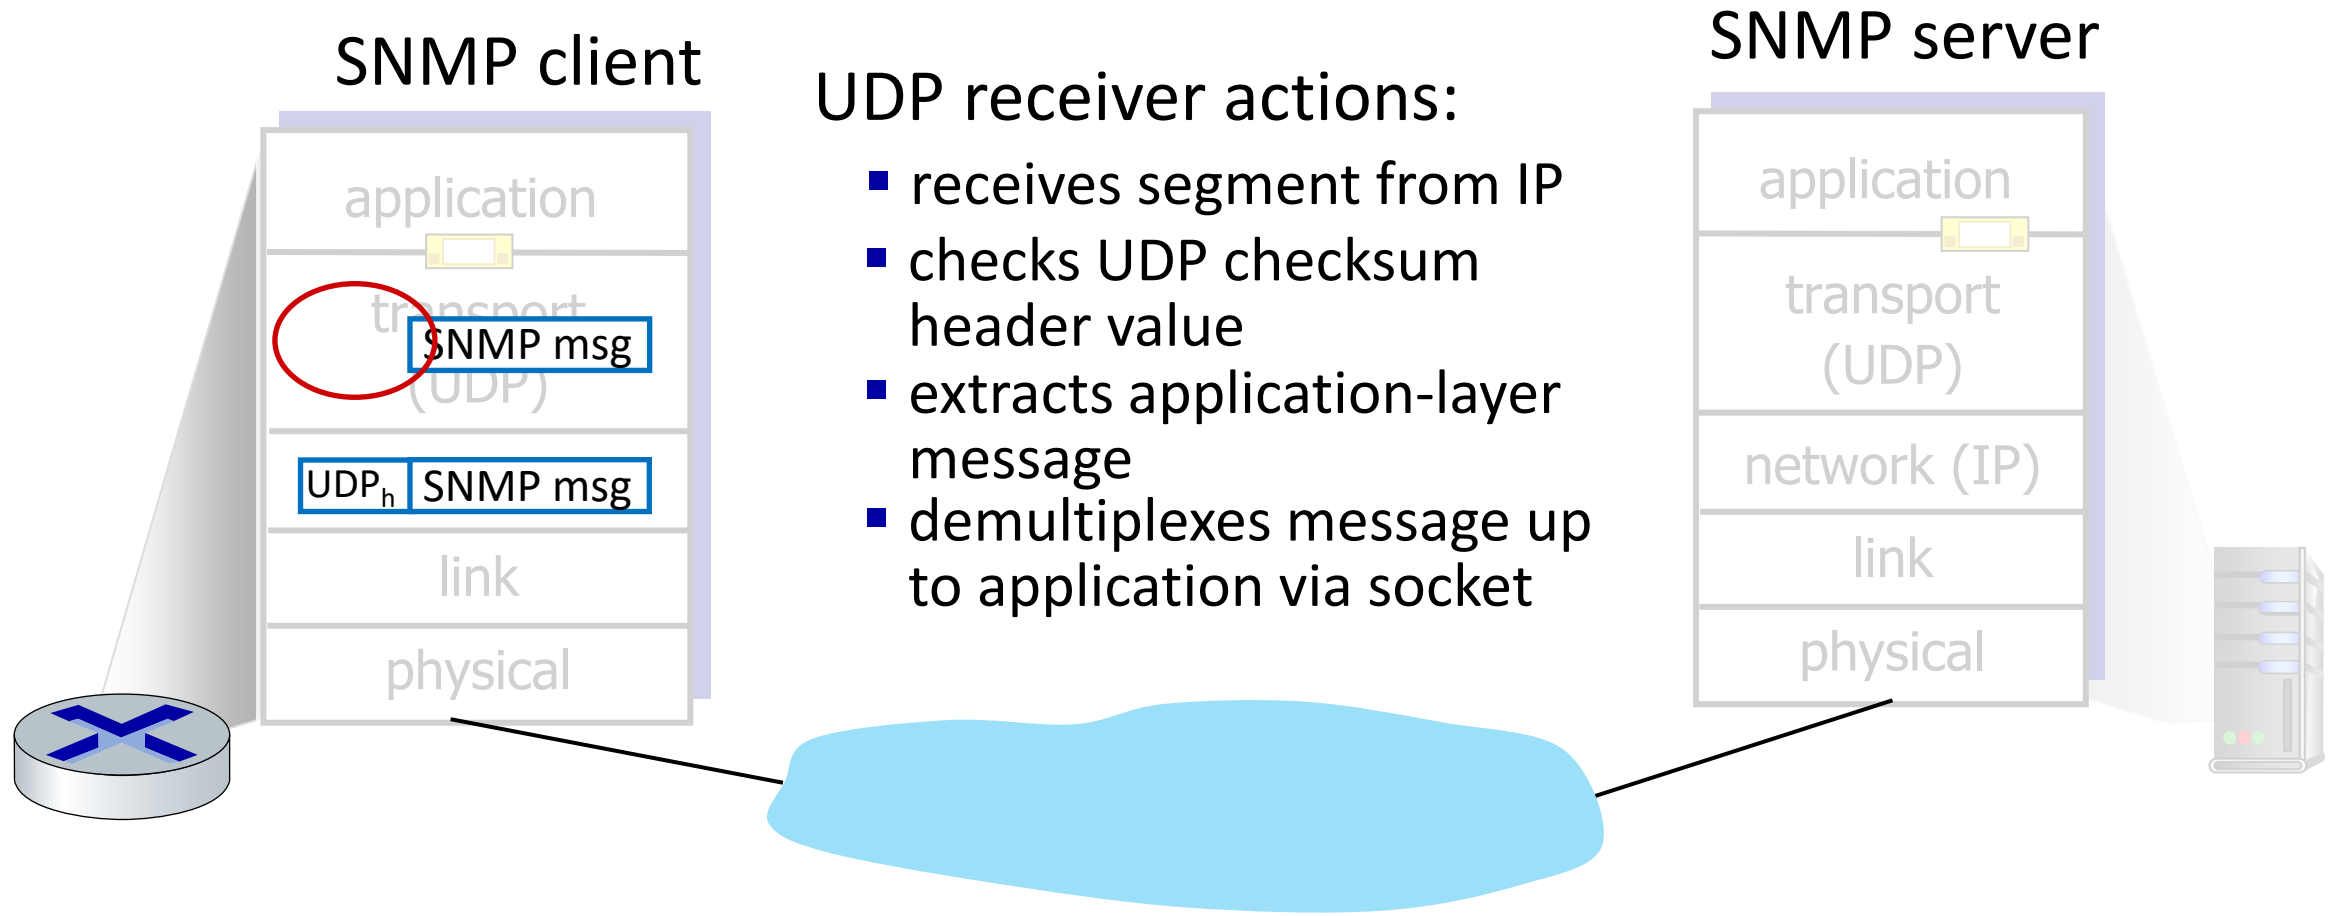 SNMP client
application
transport
SNMP msg
(UDP)
UDPh SNMP msg
link
physical
UDP receiver actions:
receives segment from IP
checks UDP checksum
header value
extracts application-layer
message
demultiplexes message up
to application via socket
SNMP server
application
transport
(UDP)
network (IP)
link
physical